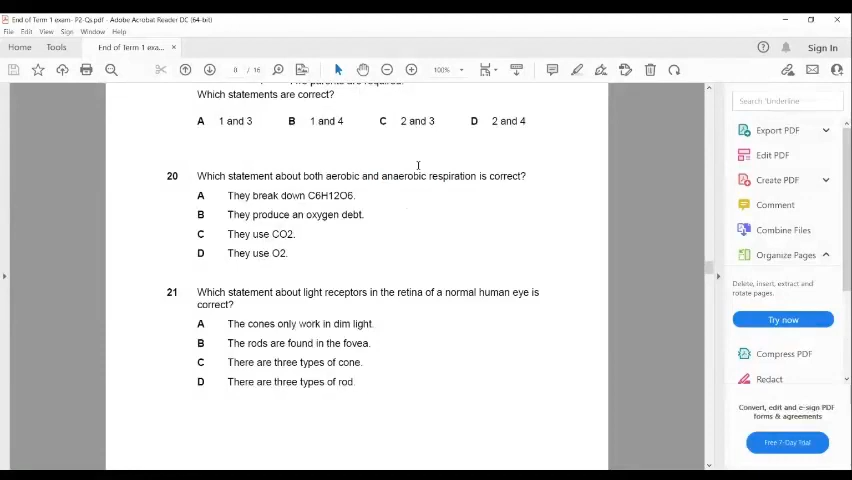 End of Term 1 exam- P2-Qs.pdf - Adobe Acrobat Reader DC (64-bit)
File Edit View Sign Window Help
Home Tools End of Term 1 exa... × Sign In
8 / 16 100%
Which statements are correct?
A 1 and 3 B 1 and 4 C 2 and 3 D 2 and 4
20 Which statement about both aerobic and anaerobic respiration is correct?
A They break down C6H12O6.
B They produce an oxygen debt.
C They use CO2.
D They use O2.
21 Which statement about light receptors in the retina of a normal human eye is
correct?
A The cones only work in dim light.
B The rods are found in the fovea.
C There are three types of cone.
D There are three types of rod.
Search 'Underline
Export PDF
Edit PDF
Create PDF
Comment
Combine Files
Organize Pages
Delete, insert, extract and
rotate pages.
Try now
Compress PDF
Redact
Convert, edit and e-sign PDF
forms & agreements
Free 7-Day Trial